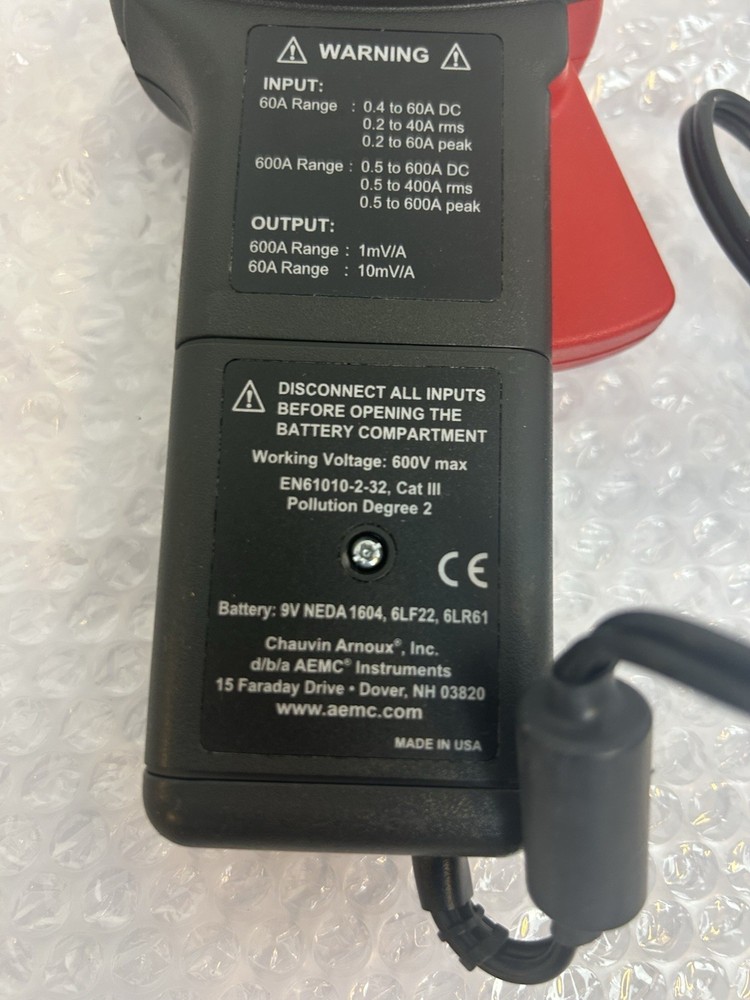 WARNING
INPUT:
60A Range : 0.4 to 60A DC
0.2 to 40A rms
0.2 to 60A peak
600A Range : 0.5 to 600A DC
0.5 to 400A rms
0.5 to 600A peak
OUTPUT:
600A Range : 1mV/A
60A Range : 10mV/A
DISCONNECT ALL INPUTS
BEFORE OPENING THE
BATTERY COMPARTMENT
Working Voltage: 600V max
EN61010-2-32, Cat III
Pollution Degree 2
CE
Battery: 9V NEDA 1604, 6LF22, 6LR61
Chauvin Arnoux®, Inc.
d/b/a AEMC® Instruments
15 Faraday Drive • Dover, NH 03820
www.aemc.com
MADE IN USA